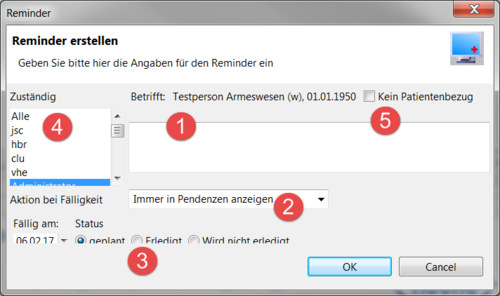 Reminder
Reminder erstellen
Geben Sie bitte hier die Angaben für den Reminder ein
Zuständig
Betrifft: Testperson Armeswesen (w), 01.01.1950
Kein Patientenbezug
Alle
jsc
hbr
clu
vhe
Administrator
4
1
5
Aktion bei Fälligkeit
Immer in Pendenzen anzeigen
2
Fällig am:
Status
06.02.17
geplant
Erledigt
Wird nicht erledigt
3
OK
Cancel